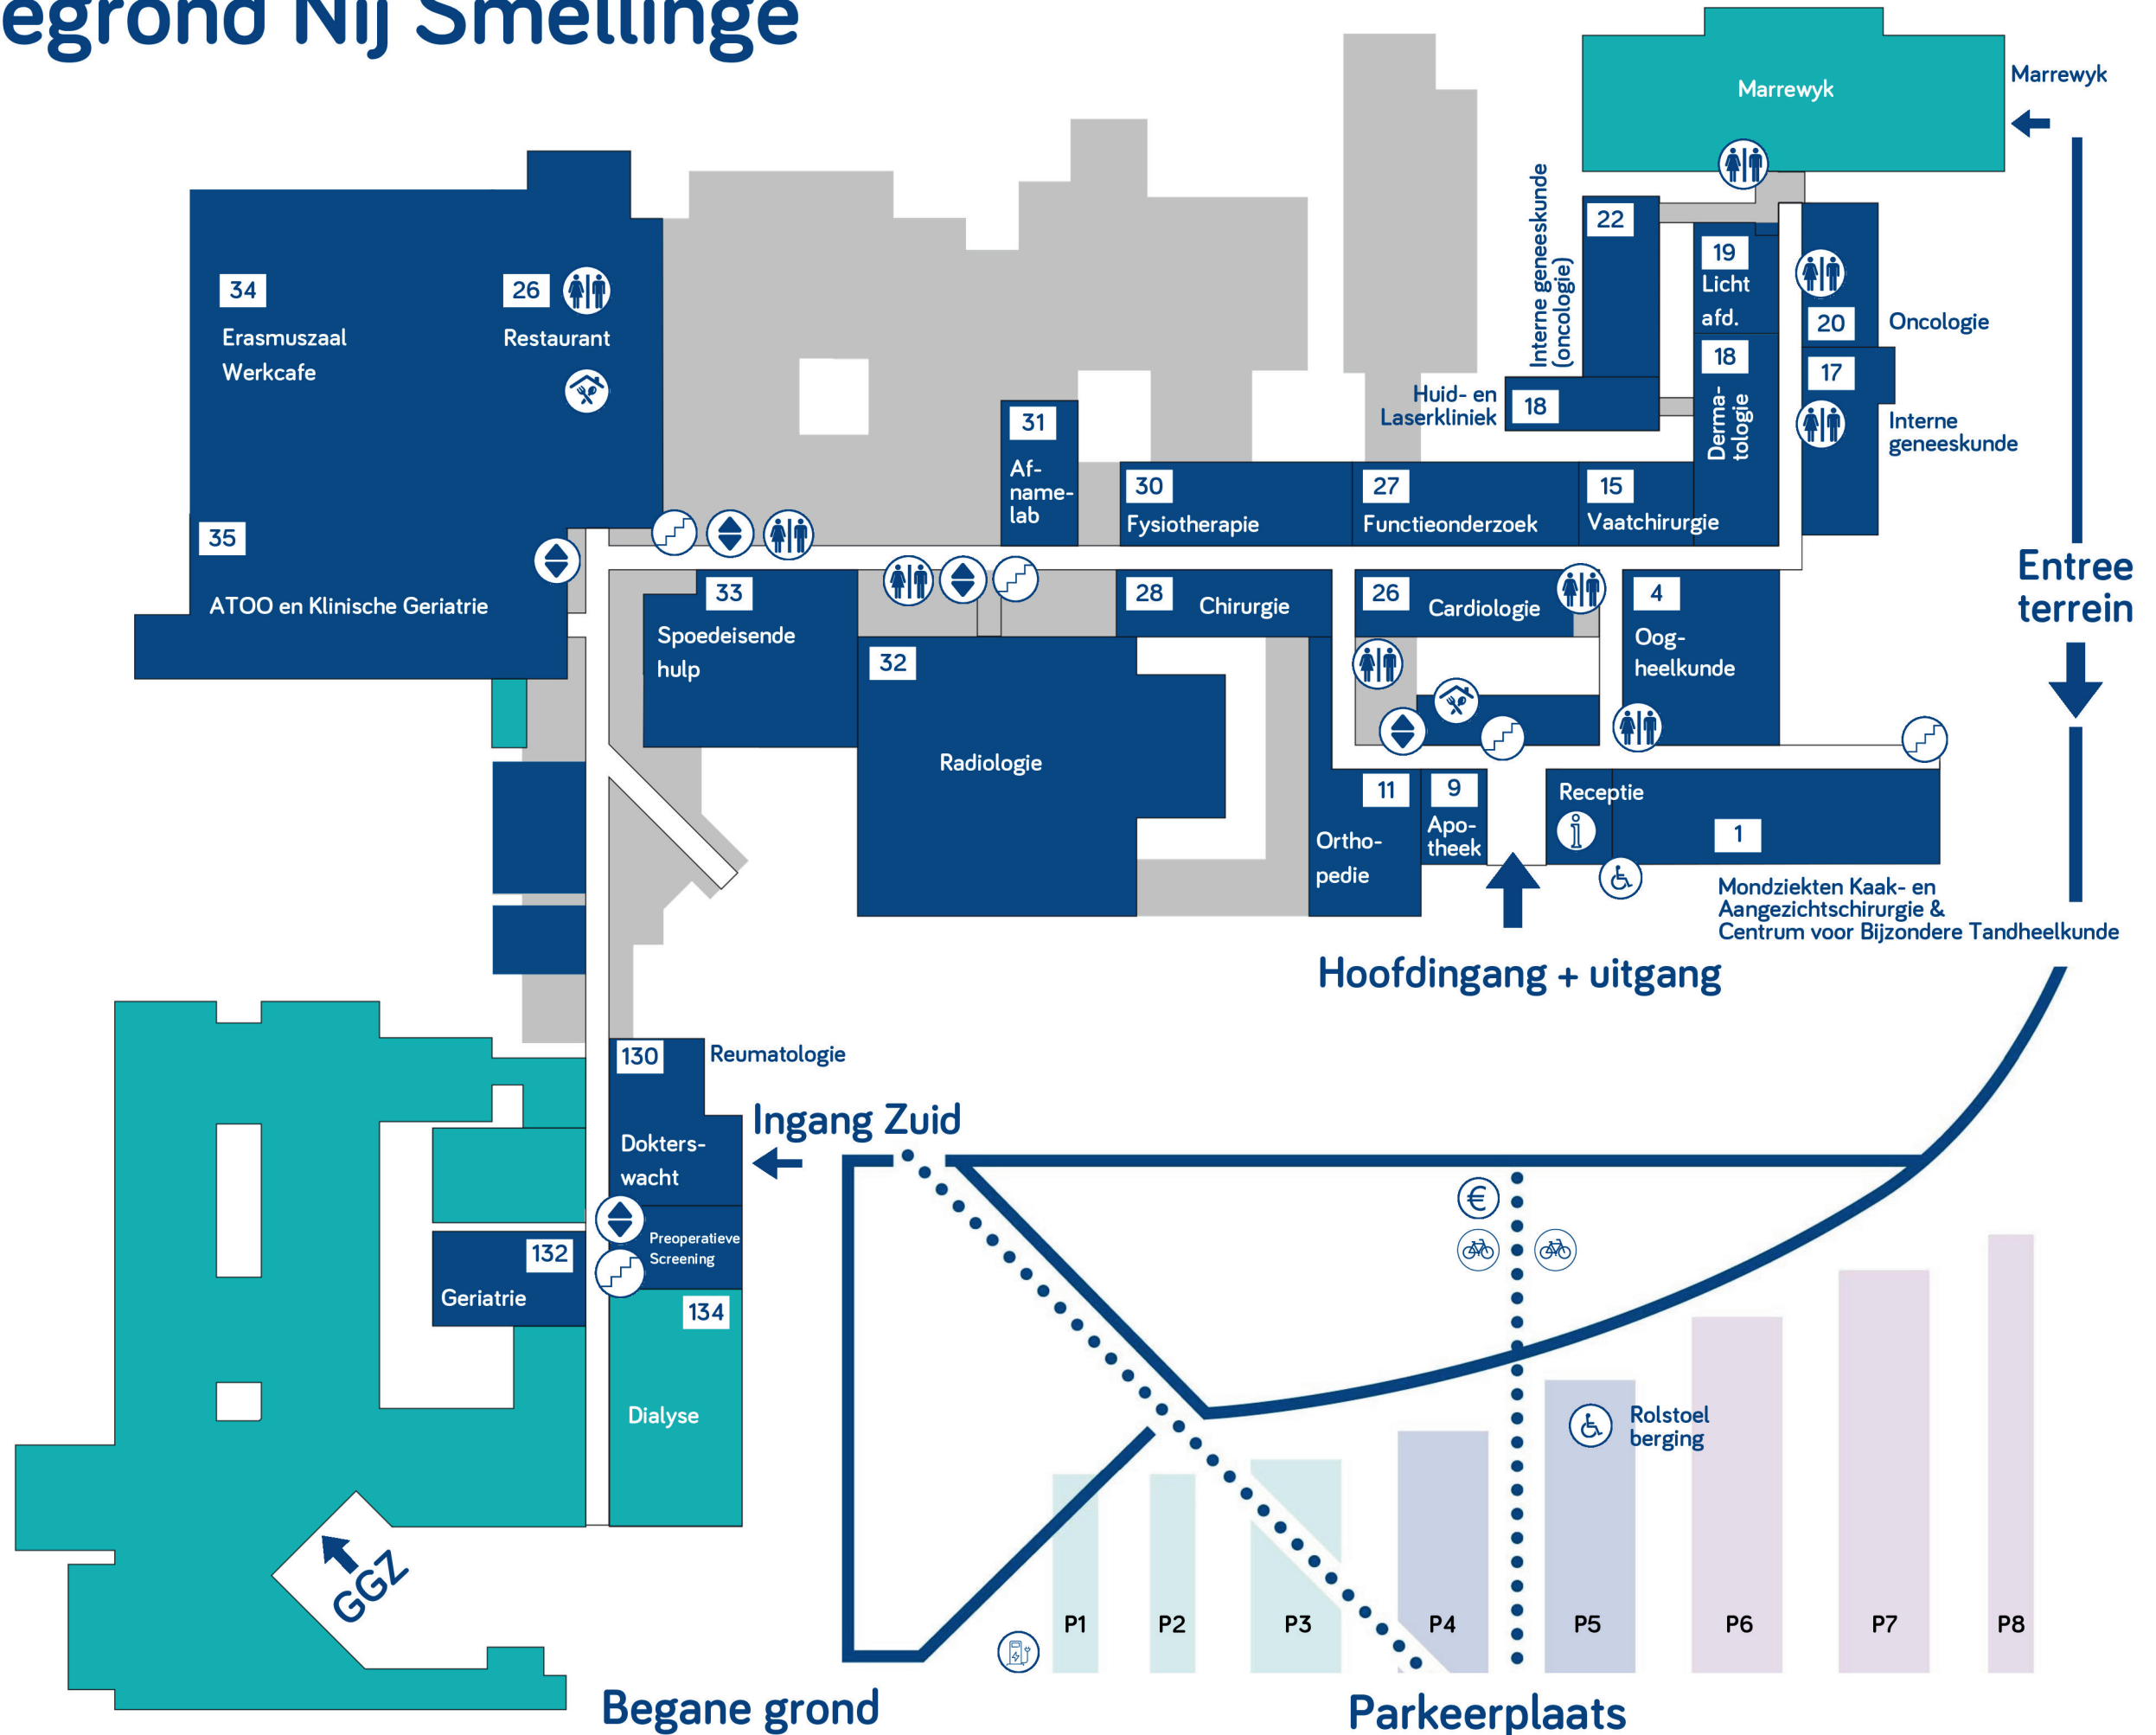 egrond Nij Smellinge
Marrewyk
Marrewyk
Interne geneeskunde
(oncologie)
22
19
Licht
afd.
20
Oncologie
18
Derma-
tologie
17
Interne
geneeskunde
Huid- en
Laserkliniek
18
34
Erasmuszaal
Werkcafe
26
Restaurant
31
Af-
name-
lab
30
Fysiotherapie
27
Functieonderzoek
15
Vaatchirurgie
35
ATOO en Klinische Geriatrie
33
Spoedeisende
hulp
32
Radiologie
28
Chirurgie
26
Cardiologie
4
Oog-
heelkunde
Entree
terrein
11
Ortho-
pedie
9
Apo-
theek
Receptie
i
1
Mondziekten Kaak- en
Aangezichtschirurgie &
Centrum voor Bijzondere Tandheelkunde
Hoofdingang + uitgang
130
Reumatologie
Dokters-
wacht
Ingang Zuid
Preoperatieve
Screening
132
Geriatrie
134
Dialyse
GGZ
€
Rolstoel
berging
P1
P2
P3
P4
P5
P6
P7
P8
Begane grond
Parkeerplaats